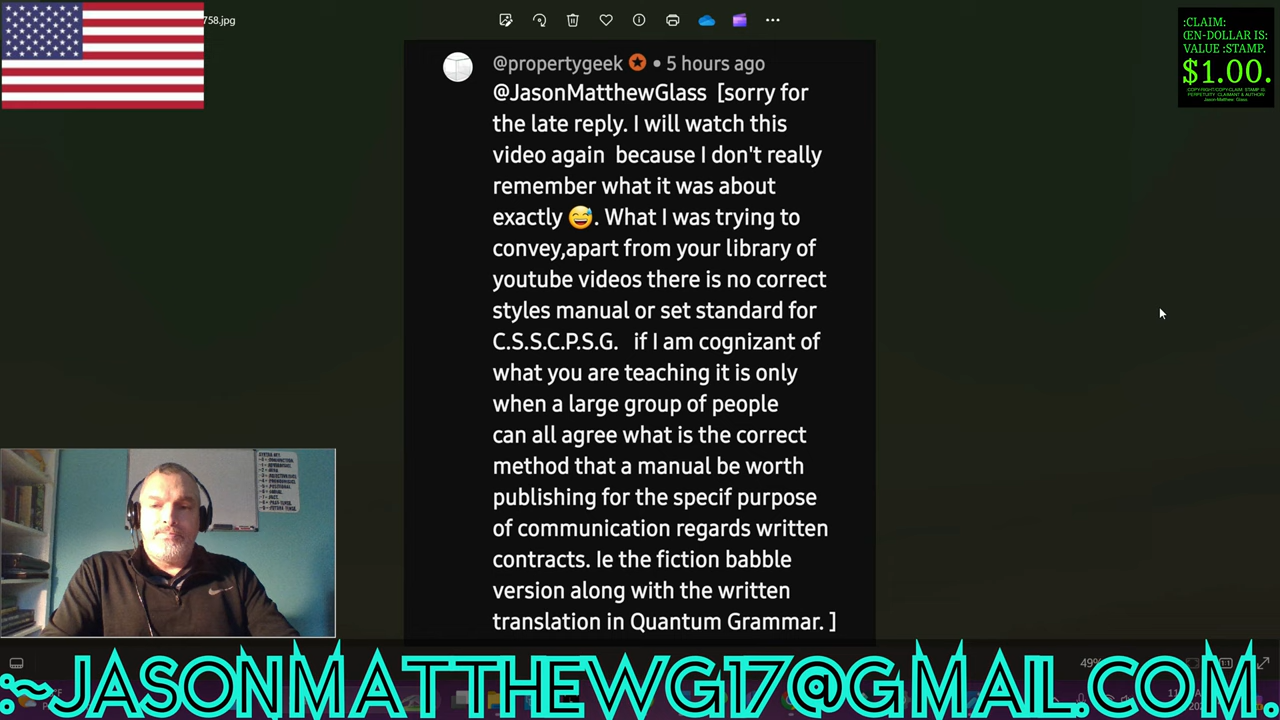 758.jpg
:CLAIM:
ŒN-DOLLAR IS:
VALUE :STAMP.
$1.00.
Jason-Matthew: Glass.
@propertygeek • 5 hours ago
@JasonMatthewGlass [sorry for
the late reply. I will watch this
video again because I don't really
remember what it was about
exactly 😅. What I was trying to
convey,apart from your library of
youtube videos there is no correct
styles manual or set standard for
C.S.S.C.P.S.G. if I am cognizant of
what you are teaching it is only
when a large group of people
can all agree what is the correct
method that a manual be worth
publishing for the specif purpose
of communication regards written
contracts. Ie the fiction babble
version along with the written
translation in Quantum Grammar. ]
49%
:~JASONMATTHEWG17@GMAIL.COM.